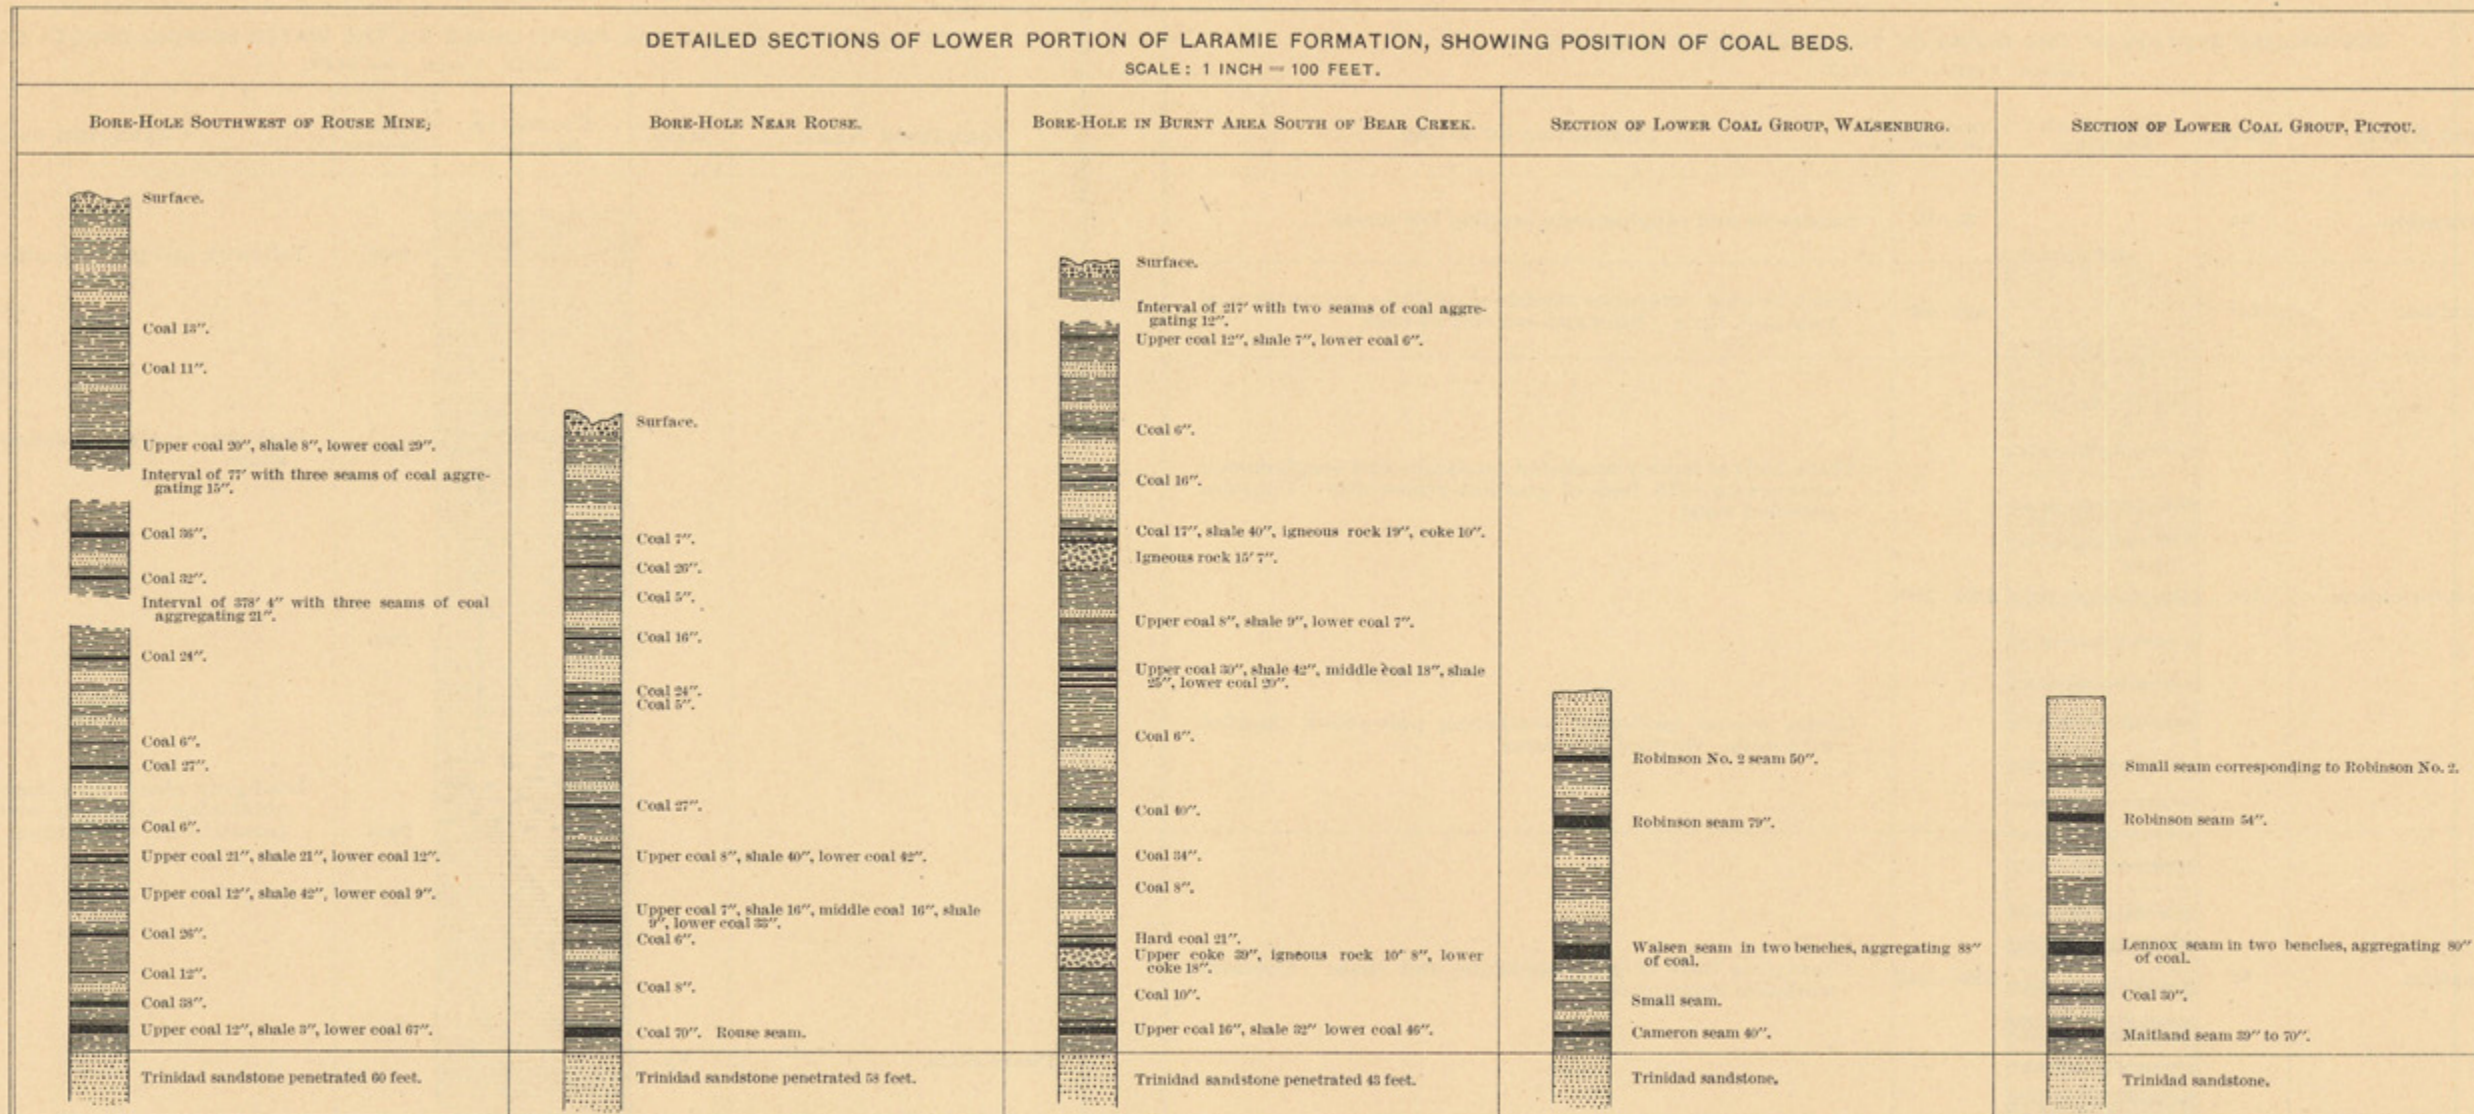 DETAILED SECTIONS OF LOWER PORTION OF LARAMIE FORMATION, SHOWING POSITION OF COAL BEDS.
SCALE: 1 INCH = 100 FEET.
BORE-HOLE SOUTHWEST OF ROUSE MINE;
Surface.
Coal 13″.
Coal 11″.
Upper coal 20″, shale 8″, lower coal 29″.
Interval of 77′ with three seams of coal aggre-
gating 15″.
Coal 36″.
Coal 32″.
Interval of 378′ 4″ with three seams of coal
aggregating 21″.
Coal 24″.
Coal 6″.
Coal 27″.
Coal 6″.
Upper coal 21″, shale 21″, lower coal 12″.
Upper coal 12″, shale 42″, lower coal 9″.
Coal 26″.
Coal 12″.
Coal 38″.
Upper coal 12″, shale 3″, lower coal 67″.
Trinidad sandstone penetrated 60 feet.
BORE-HOLE NEAR ROUSE.
Surface.
Coal 7″.
Coal 26″.
Coal 5″.
Coal 16″.
Coal 24″.
Coal 5″.
Coal 27″.
Upper coal 8″, shale 40″, lower coal 42″.
Upper coal 7″, shale 16″, middle coal 16″, shale
9″, lower coal
Coal 6″.
Coal 8″.
Coal 70″. Rouse seam.
Trinidad sandstone penetrated 58 feet.
BORE-HOLE IN BURNT AREA SOUTH OF BEAR CREEK.
Surface.
Interval of 217′ with two seams of coal aggre-
gating 12″.
Upper coal 12″, shale 7″, lower coal 6″.
Coal 6″.
Coal 16″.
Coal 17″, shale 40″, igneous rock 19″, coke 10″.
Igneous rock 15′ 7″.
Upper coal 8″, shale 9″, lower coal 7″.
Upper coal 30″, shale 42″, middle coal 18″, shale
25″, lower coal 20″.
Coal 6″.
Coal 40″.
Coal 34″.
Coal 8″.
Hard coal 21″.
Upper coke 39″, igneous rock 10″ 8″, lower
coke 18″.
Coal 10″.
Upper coal 16″, shale 32″ lower coal 46″.
Trinidad sandstone penetrated 43 feet.
SECTION OF LOWER COAL GROUP, WALSENBURG.
Robinson No. 2 seam 50″.
Robinson seam 79″.
Walsen seam in two benches, aggregating 88″
of coal.
Small seam.
Cameron seam 40″.
Trinidad sandstone.
SECTION OF LOWER COAL GROUP, PICTOU.
Small seam corresponding to Robinson No. 2.
Robinson seam 54″.
Lennox seam in two benches, aggregating 80″
of coal.
Coal 30″.
Maitland seam 39″ to 70″.
Trinidad sandstone.